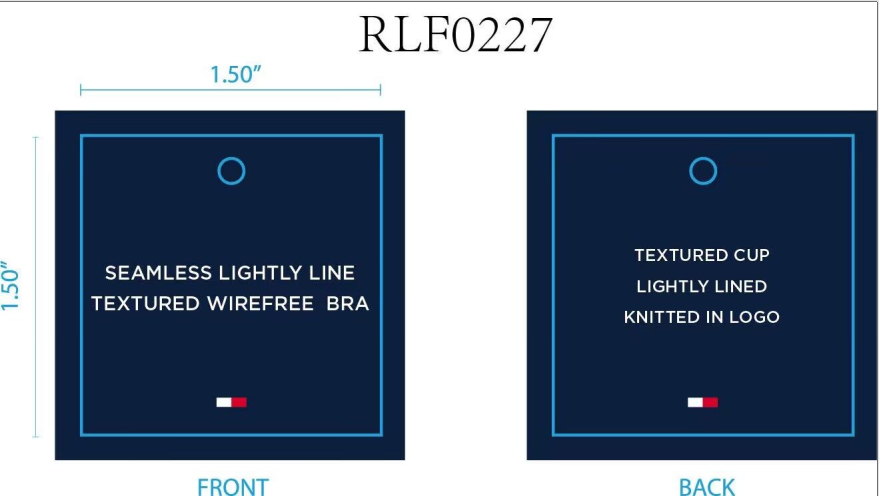 RLF0227
1.50"
1.50"
SEAMLESS LIGHTLY LINE
TEXTURED WIREFREE BRA
FRONT
TEXTURED CUP
LIGHTLY LINED
KNITTED IN LOGO
BACK